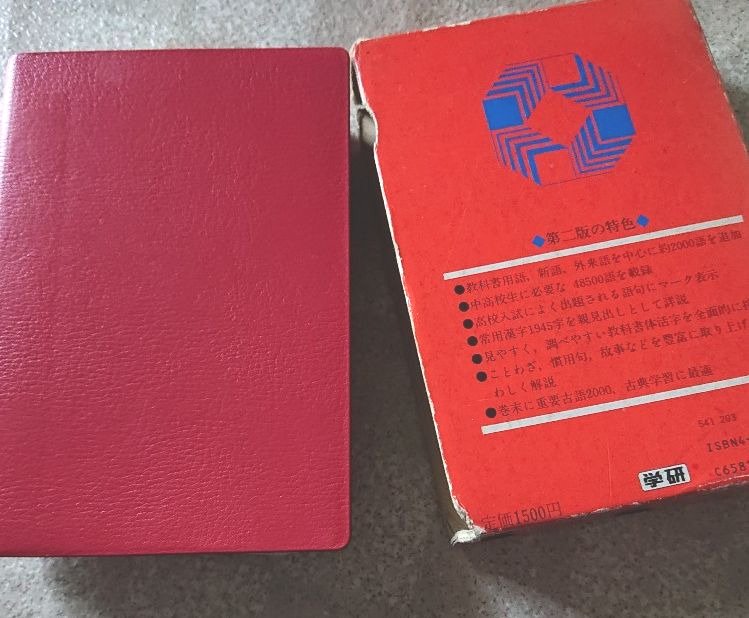 ◆第二版の特色◆
●教科書用語、新語、外来語を中心に約2000語を追加
●中高校生に必要な 48500語を載録
●高校入試によく出題される語句にマーク表示
●常用漢字1945字を親見出しとして詳説
●見やすく，調べやすい教科書体活字を全面的に
●ことわざ，慣用句，故事などを豊富に取り上げ
わしく解説
●巻末に重要古語2000、古典学習に最適
541 203
ISBN4-
C658
学研
定価1500円